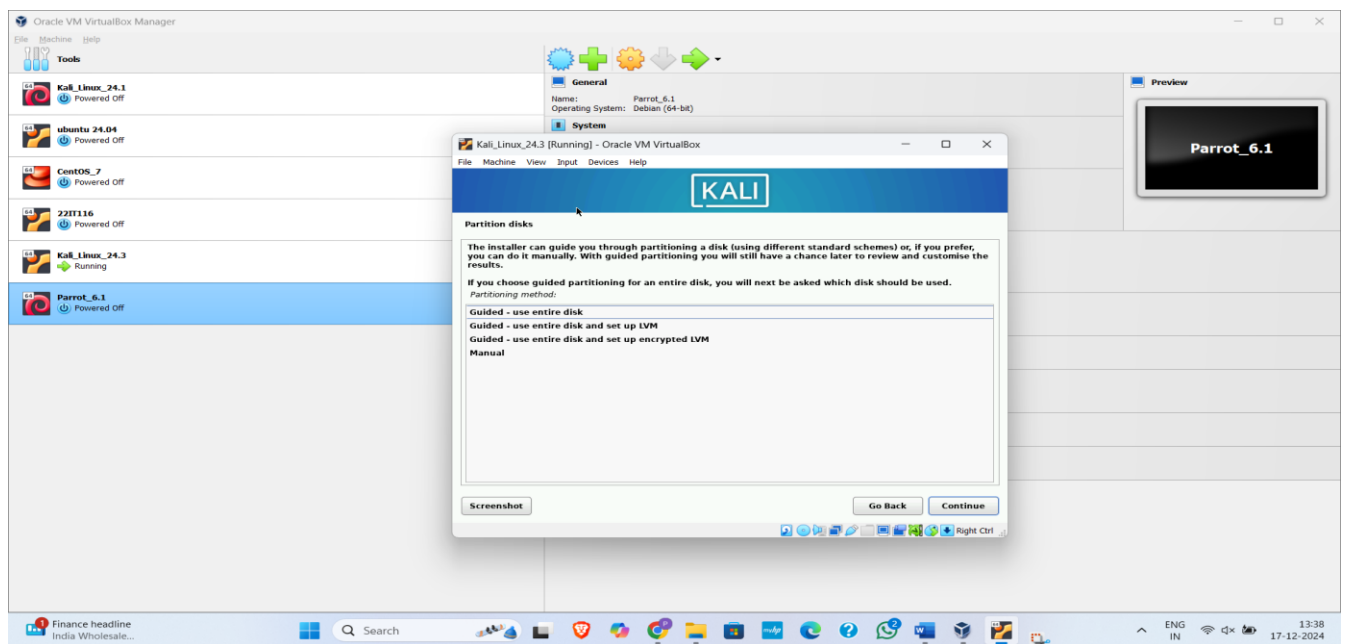 Oracle VM VirtualBox Manager
File Machine Help
Tools
64
Kali_Linux_24.1
Powered Off
64
ubuntu 24.04
Powered Off
64
CentOS_7
Powered Off
64
22IT116
Powered Off
64
Kali_Linux_24.3
Running
64
Parrot_6.1
Powered Off
General
Name: Parrot_6.1
Operating System: Debian (64-bit)
System
Preview
Parrot_6.1
Kali_Linux_24.3 [Running] - Oracle VM VirtualBox
File Machine View Input Devices Help
KALI
Partition disks
The installer can guide you through partitioning a disk (using different standard schemes) or, if you prefer,
you can do it manually. With guided partitioning you will still have a chance later to review and customise the
results.
If you choose guided partitioning for an entire disk, you will next be asked which disk should be used.
Partitioning method:
Guided - use entire disk
Guided - use entire disk and set up LVM
Guided - use entire disk and set up encrypted LVM
Manual
Screenshot
Go Back
Continue
Right Ctrl
Finance headline
India Wholesale...
Search
ENG
IN
13:38
17-12-2024